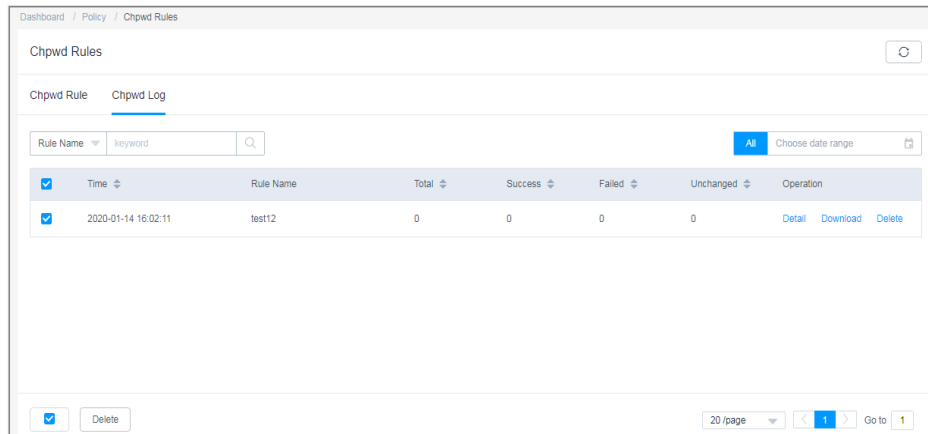 Dashboard / Policy / Chpwd Rules
Chpwd Rules
Chpwd Rule Chpwd Log
Rule Name keyword All Choose date range
Time Rule Name Total Success Failed Unchanged Operation
2020-01-14 16:02:11 test12 0 0 0 0 Detail Download Delete
Delete 20 /page 1 Go to 1